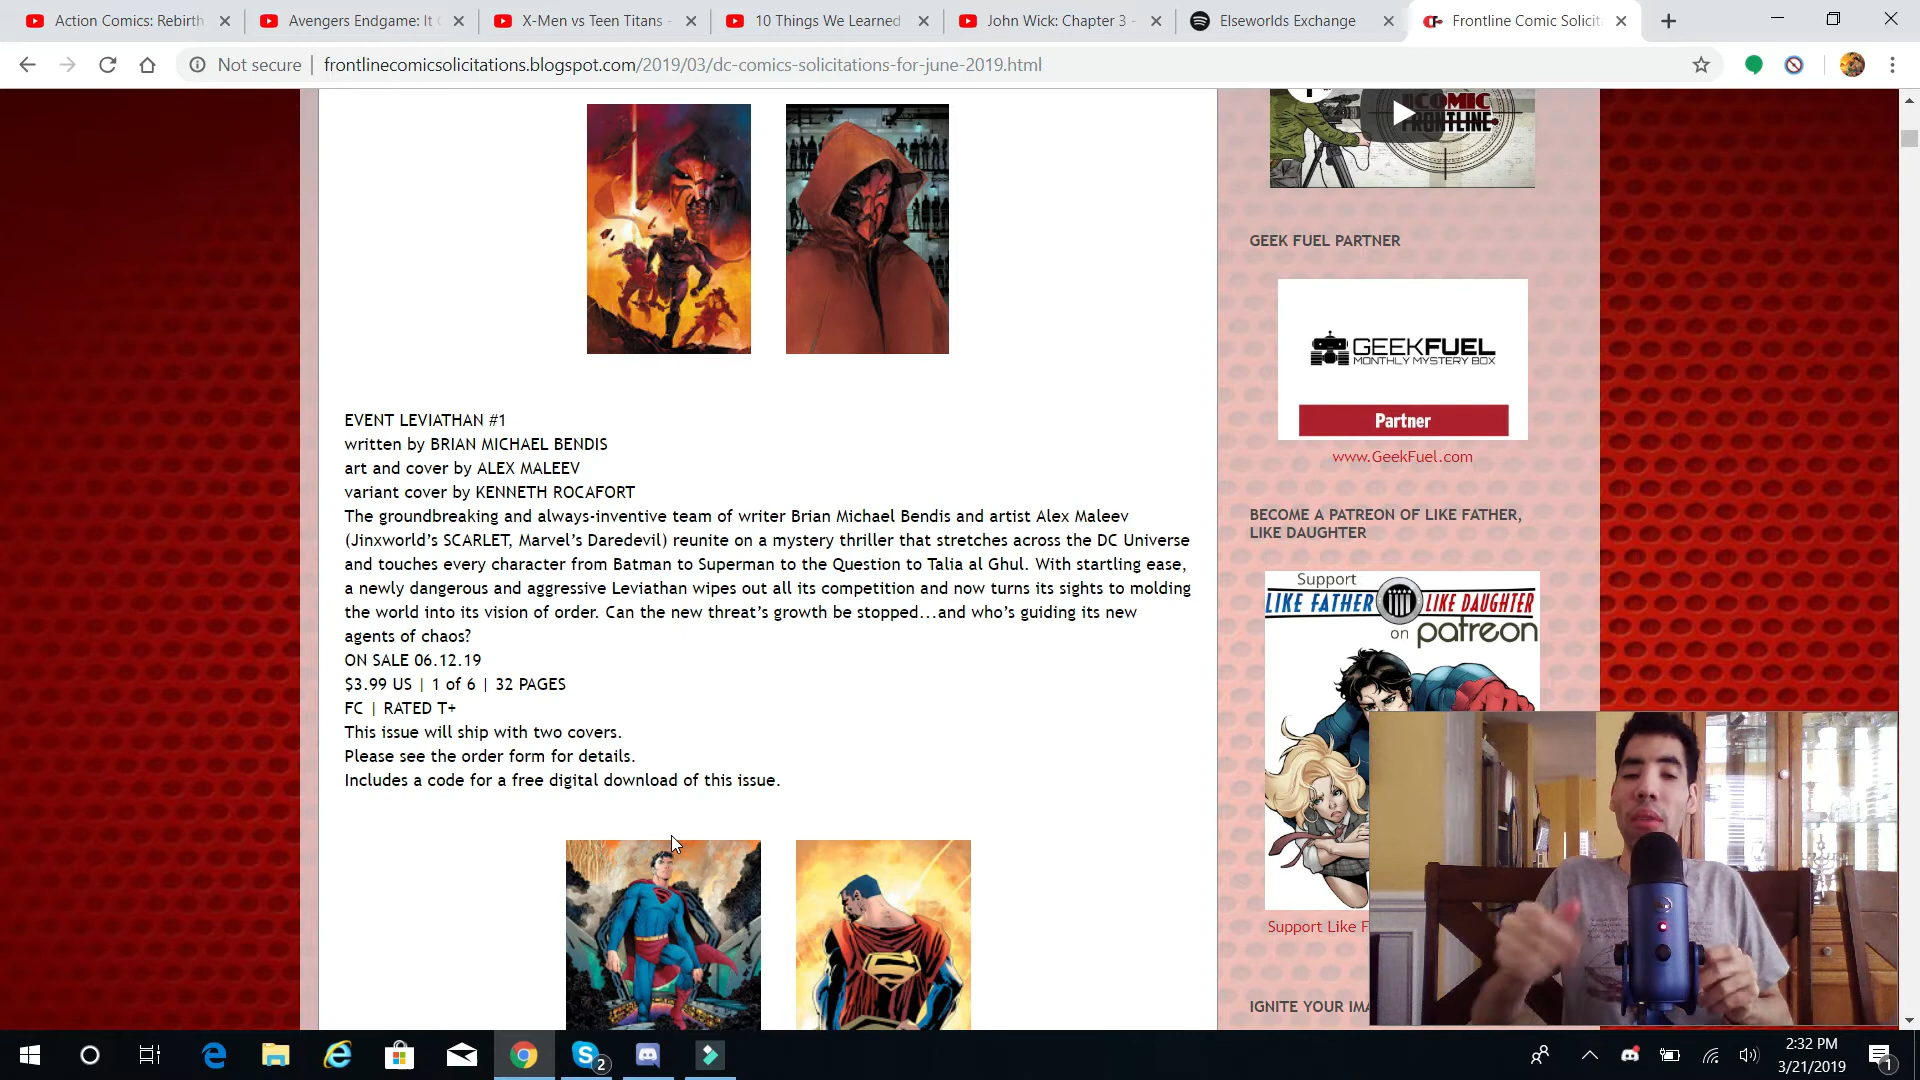 Action Comics: Rebirth
Avengers Endgame: It C
X-Men vs Teen Titans -
10 Things We Learned
John Wick: Chapter 3 -
Elseworlds Exchange
Frontline Comic Solicit
Not secure | frontlinecomicsolicitations.blogspot.com/2019/03/dc-comics-solicitations-for-june-2019.html
COMIC
FRONTLINE
GEEK FUEL PARTNER
GEEKFUEL
MONTHLY MYSTERY BOX
Partner
www.GeekFuel.com
BECOME A PATREON OF LIKE FATHER,
LIKE DAUGHTER
Support
LIKE FATHER LIKE DAUGHTER
on patreon
Support Like F
IGNITE YOUR IMA
EVENT LEVIATHAN #1
written by BRIAN MICHAEL BENDIS
art and cover by ALEX MALEEV
variant cover by KENNETH ROCAFORT
The groundbreaking and always-inventive team of writer Brian Michael Bendis and artist Alex Maleev
(Jinxworld’s SCARLET, Marvel’s Daredevil) reunite on a mystery thriller that stretches across the DC Universe
and touches every character from Batman to Superman to the Question to Talia al Ghul. With startling ease,
a newly dangerous and aggressive Leviathan wipes out all its competition and now turns its sights to molding
the world into its vision of order. Can the new threat’s growth be stopped...and who’s guiding its new
agents of chaos?
ON SALE 06.12.19
$3.99 US | 1 of 6 | 32 PAGES
FC | RATED T+
This issue will ship with two covers.
Please see the order form for details.
Includes a code for a free digital download of this issue.
2
2:32 PM
3/21/2019
1